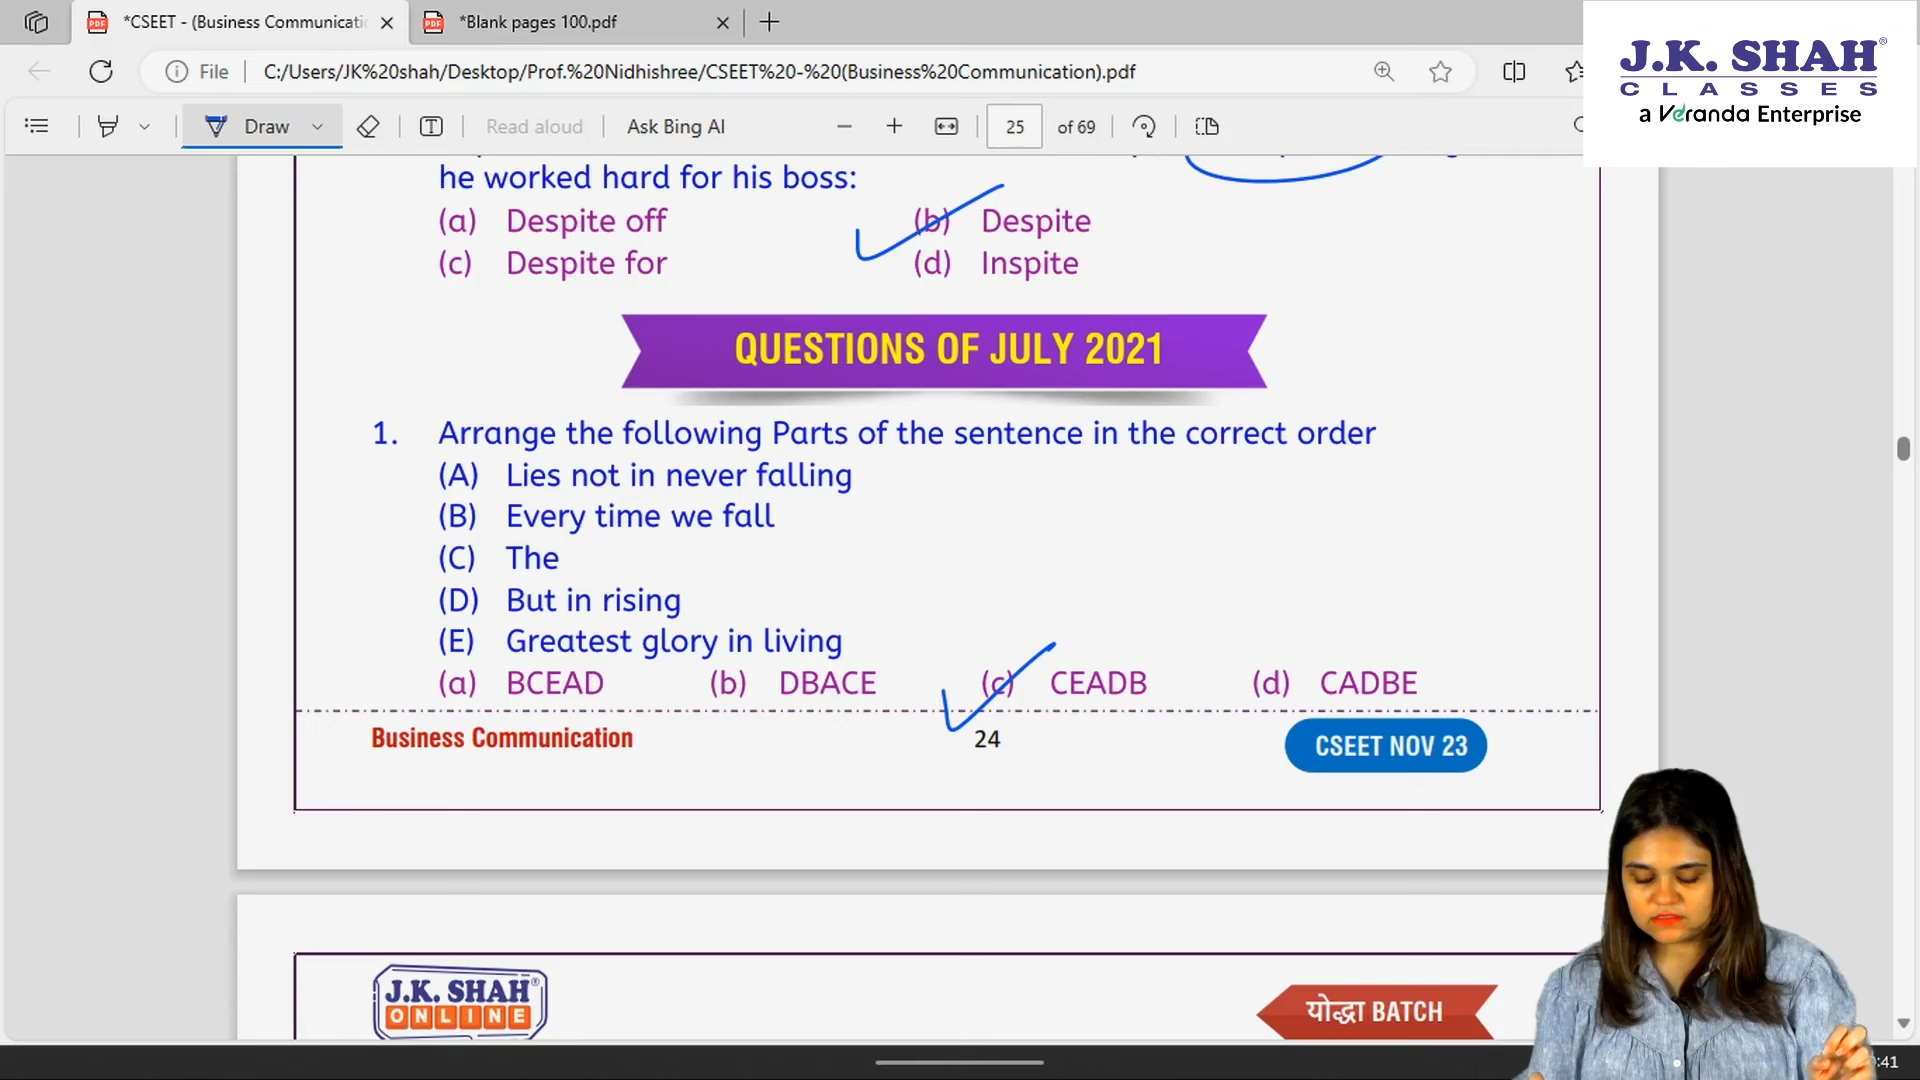 *CSEET - (Business Communicati
*Blank pages 100.pdf
File
C:/Users/JK%20shah/Desktop/Prof.%20Nidhishree/CSEET%20-%20(Business%20Communication).pdf
J.K. SHAH®
CLASSES
a Veranda Enterprise
Draw
Read aloud
Ask Bing AI
25
of 69
he worked hard for his boss:
(a) Despite off
(b) Despite
(c) Despite for
(d) Inspite
QUESTIONS OF JULY 2021
1. Arrange the following Parts of the sentence in the correct order
(A) Lies not in never falling
(B) Every time we fall
(C) The
(D) But in rising
(E) Greatest glory in living
(a) BCEAD (b) DBACE (c) CEADB (d) CADBE
Business Communication
24
CSEET NOV 23
J.K. SHAH®
ONLINE
योद्धा BATCH
:41